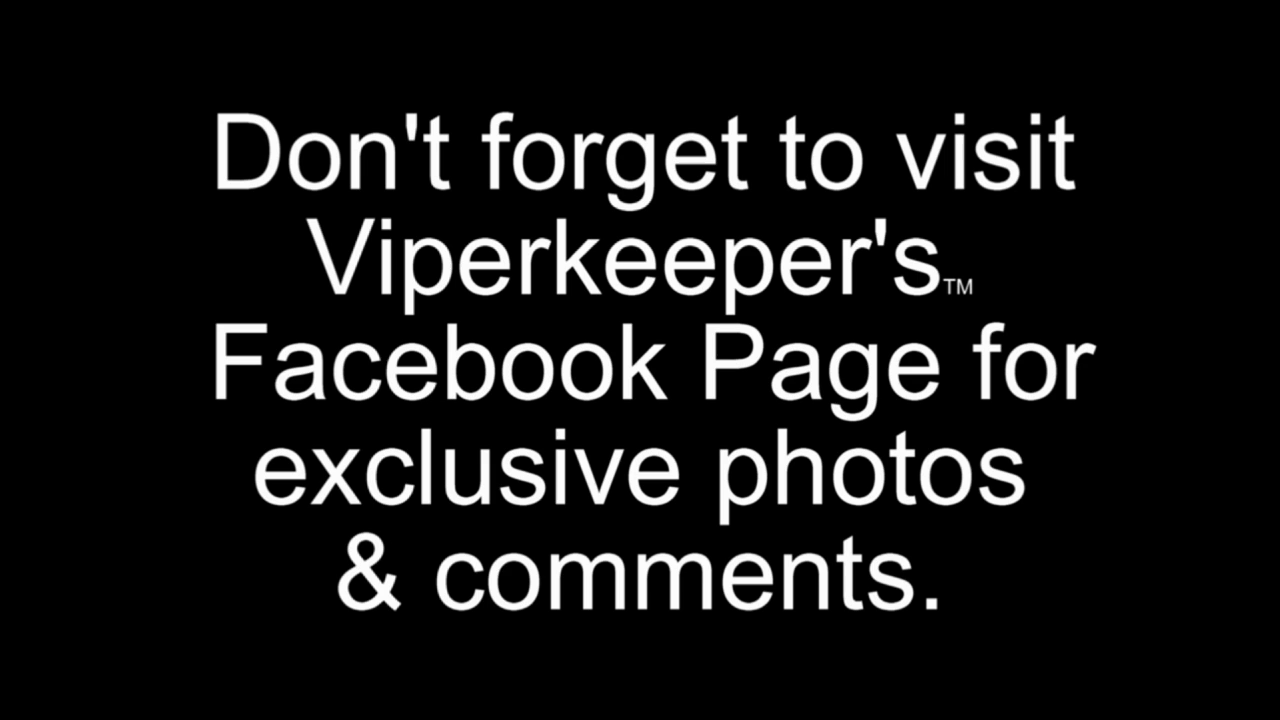 Don't forget to visit
Viperkeeper's™
Facebook Page for
exclusive photos
& comments.